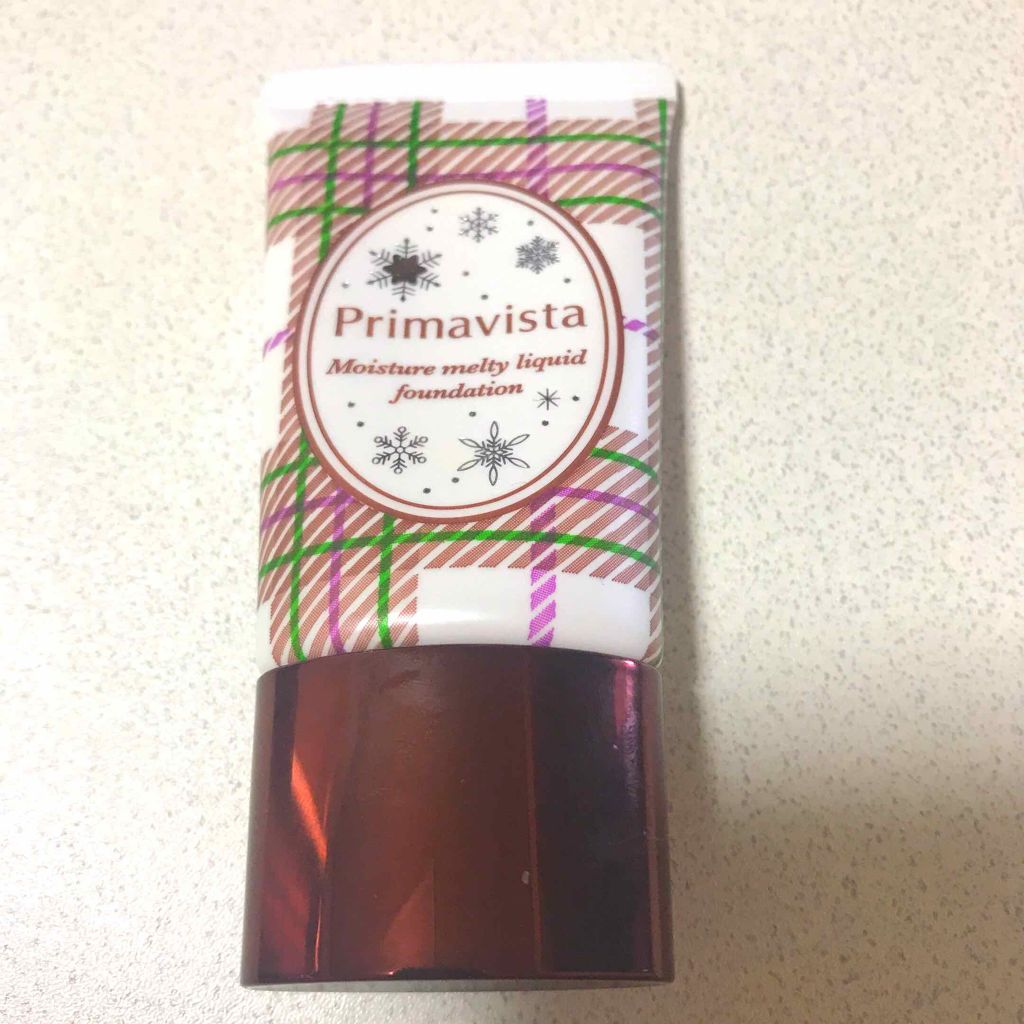 Primavista
Moisture melty liquid
foundation